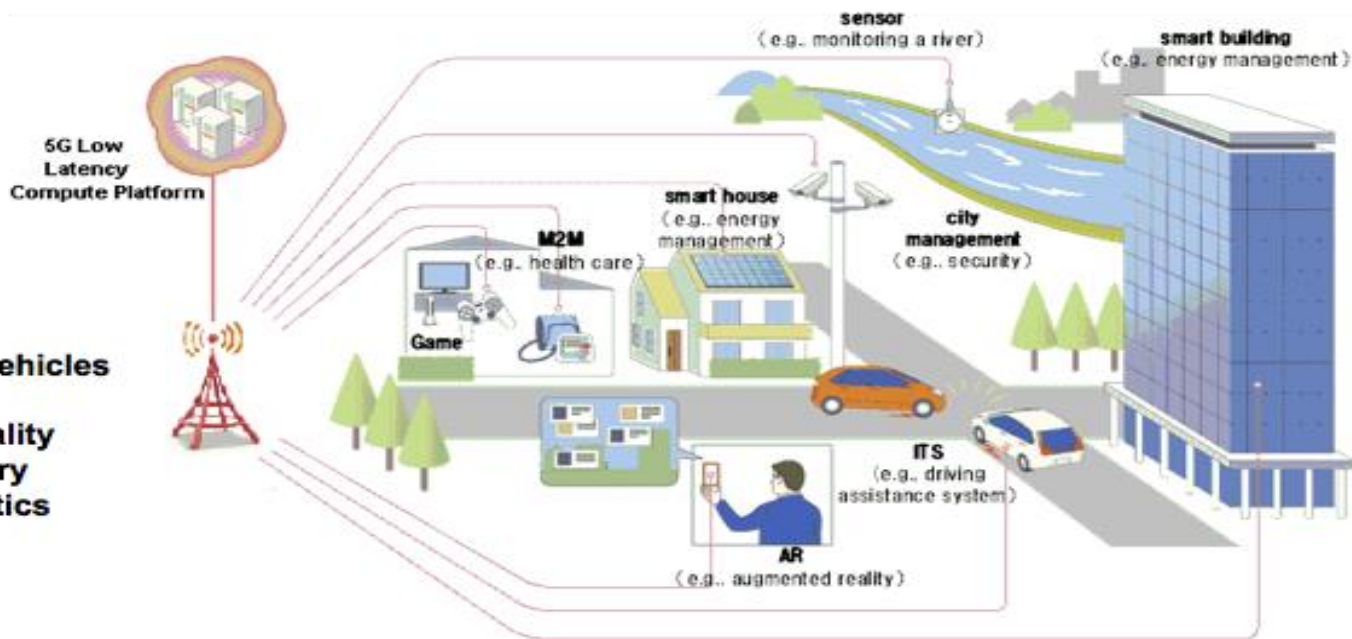 sensor
(e.g.. monitoring a river)
smart building
(e.g.. energy management)
5G Low
Latency
Compute Platform
smart house
(e.g.. energy
management)
city
management
(e.g.. security)
M2M
(e.g.. health care)
Game
ehicles
ality
ry
tics
ITS
(e.g.. driving
assistance system)
AR
(e.g.. augmented reality)